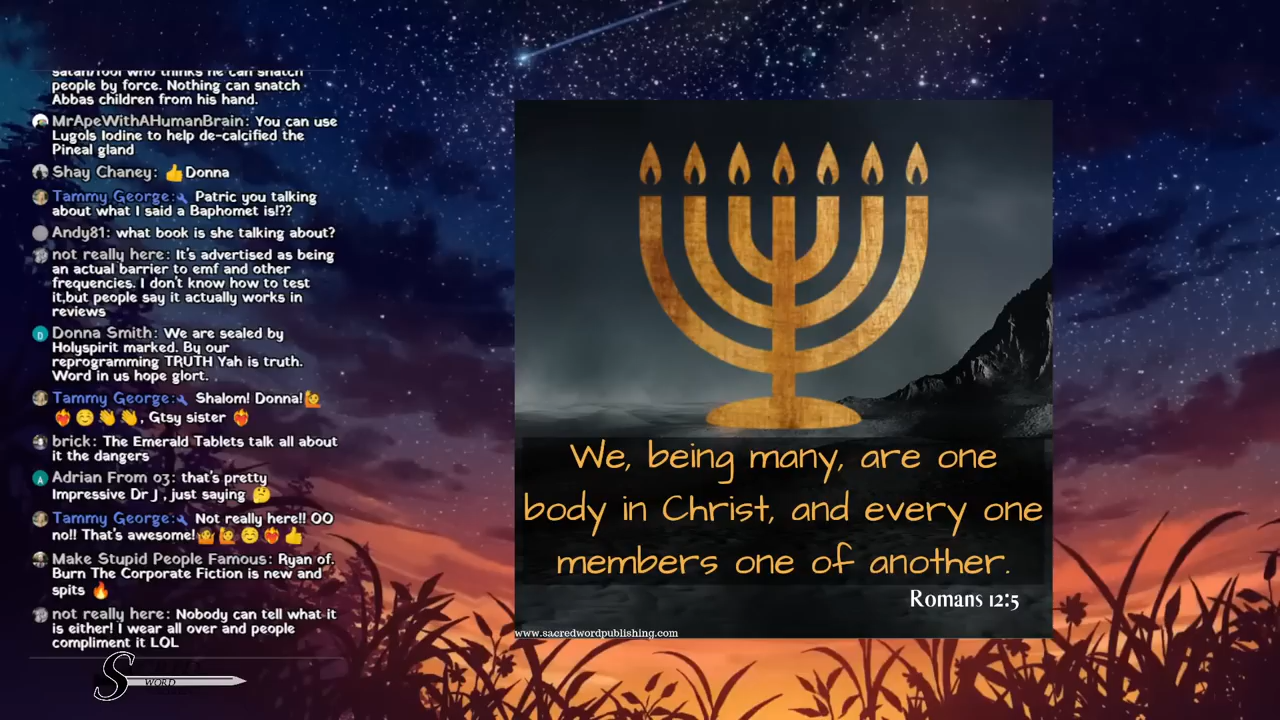 satan/fool who thinks he can snatch
people by force. Nothing can snatch
Abbas children from his hand.
MrApeWithAHumanBrain: You can use
Lugols Iodine to help de-calcified the
Pineal gland
Shay Chaney: 👍Donna
Tammy George: Patric you talking
about what I said a Baphomet is!??
Andy81: what book is she talking about?
not really here: It's advertised as being
an actual barrier to emf and other
frequencies. I don't know how to test
it,but people say it actually works in
reviews
D
Donna Smith: We are sealed by
Holyspirit marked. By our
reprogramming TRUTH Yah is truth.
Word in us hope glort.
Tammy George: Shalom! Donna!🙋
❤️‍🔥☺️👋👋, Gtsy sister ❤️‍🔥
brick: The Emerald Tablets talk all about
it the dangers
A
Adrian From 03: that's pretty
Impressive Dr J , just saying 🤔
Tammy George: Not really here!! OO
no!! That's awesome!🤷🙋☺️❤️‍🔥👍
Make Stupid People Famous: Ryan of.
Burn The Corporate Fiction is new and
spits 🔥
not really here: Nobody can tell what it
is either! I wear all over and people
compliment it LOL
S WORD
We, being many, are one
body in Christ, and every one
members one of another.
Romans 12:5
www.sacredwordpublishing.com